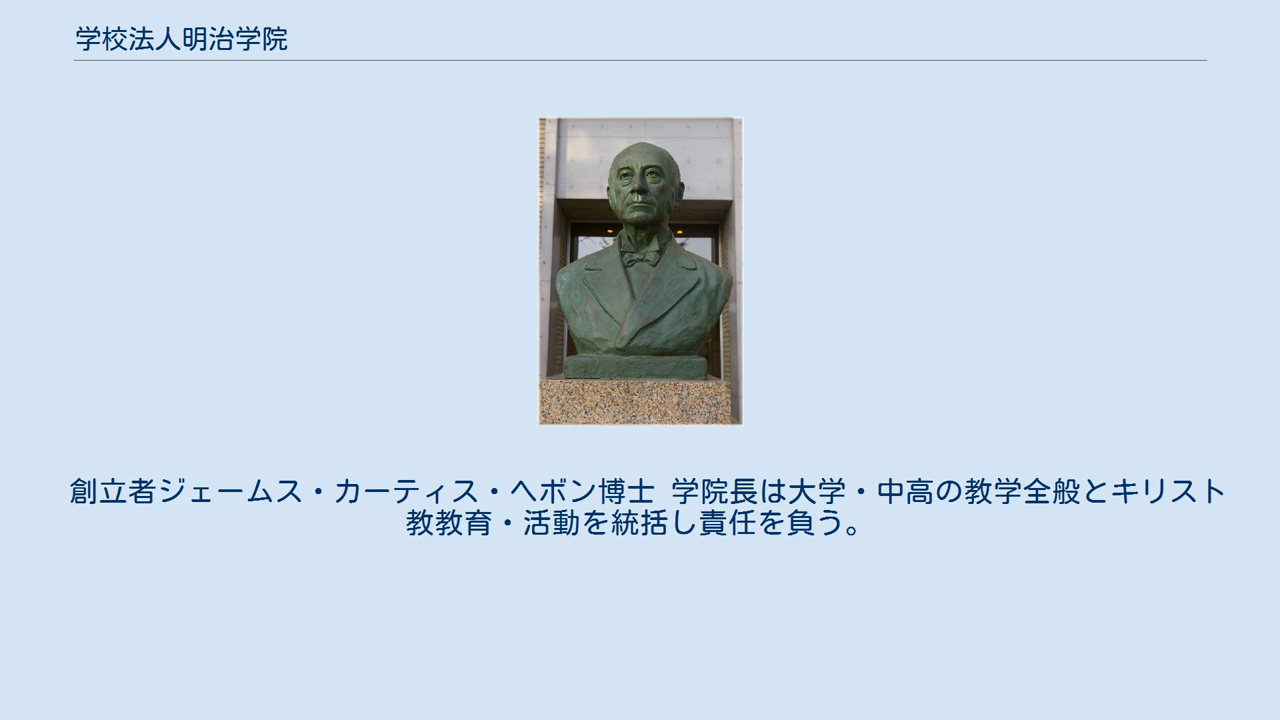 学校法人明治学院
創立者ジェームス・カーティス・ヘボン博士 学院長は大学・中高の教学全般とキリスト
教教育・活動を統括し責任を負う。